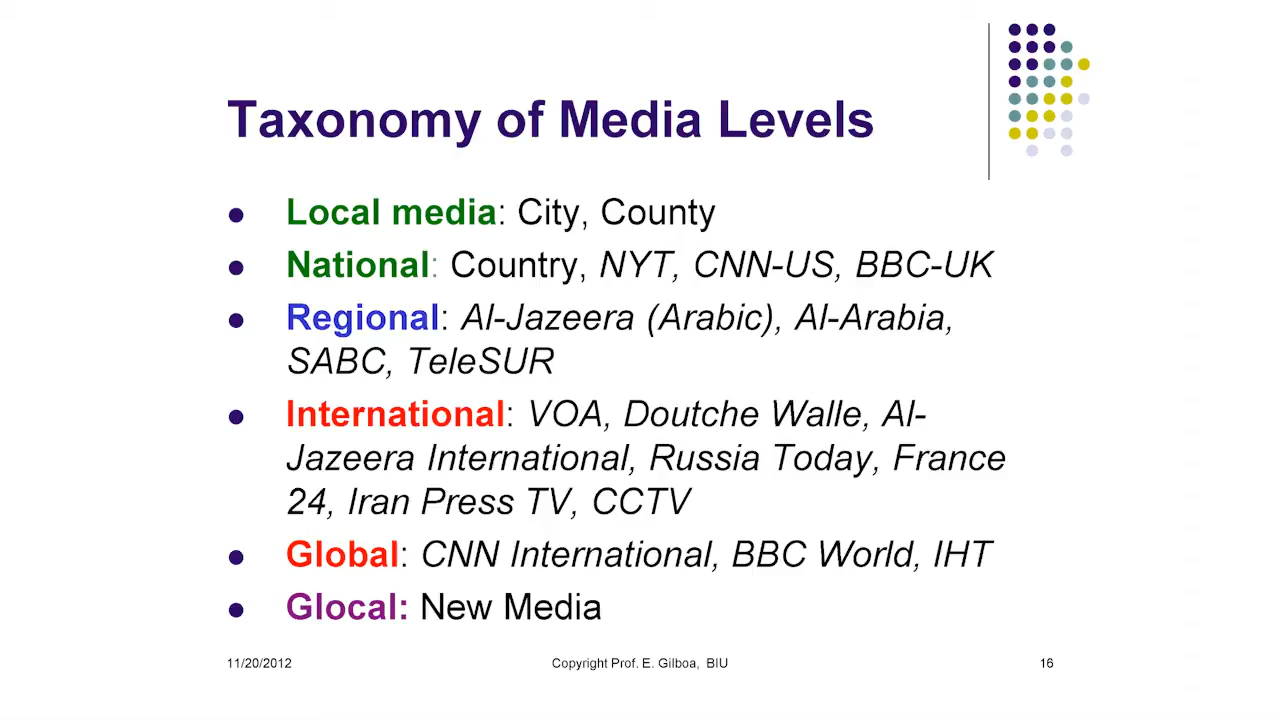 Taxonomy of Media Levels
● Local media: City, County
● National: Country, NYT, CNN-US, BBC-UK
● Regional: Al-Jazeera (Arabic), Al-Arabia,
SABC, TeleSUR
● International: VOA, Doutche Walle, Al-
Jazeera International, Russia Today, France
24, Iran Press TV, CCTV
● Global: CNN International, BBC World, IHT
● Glocal: New Media
11/20/2012 Copyright Prof. E. Gilboa, BIU 16